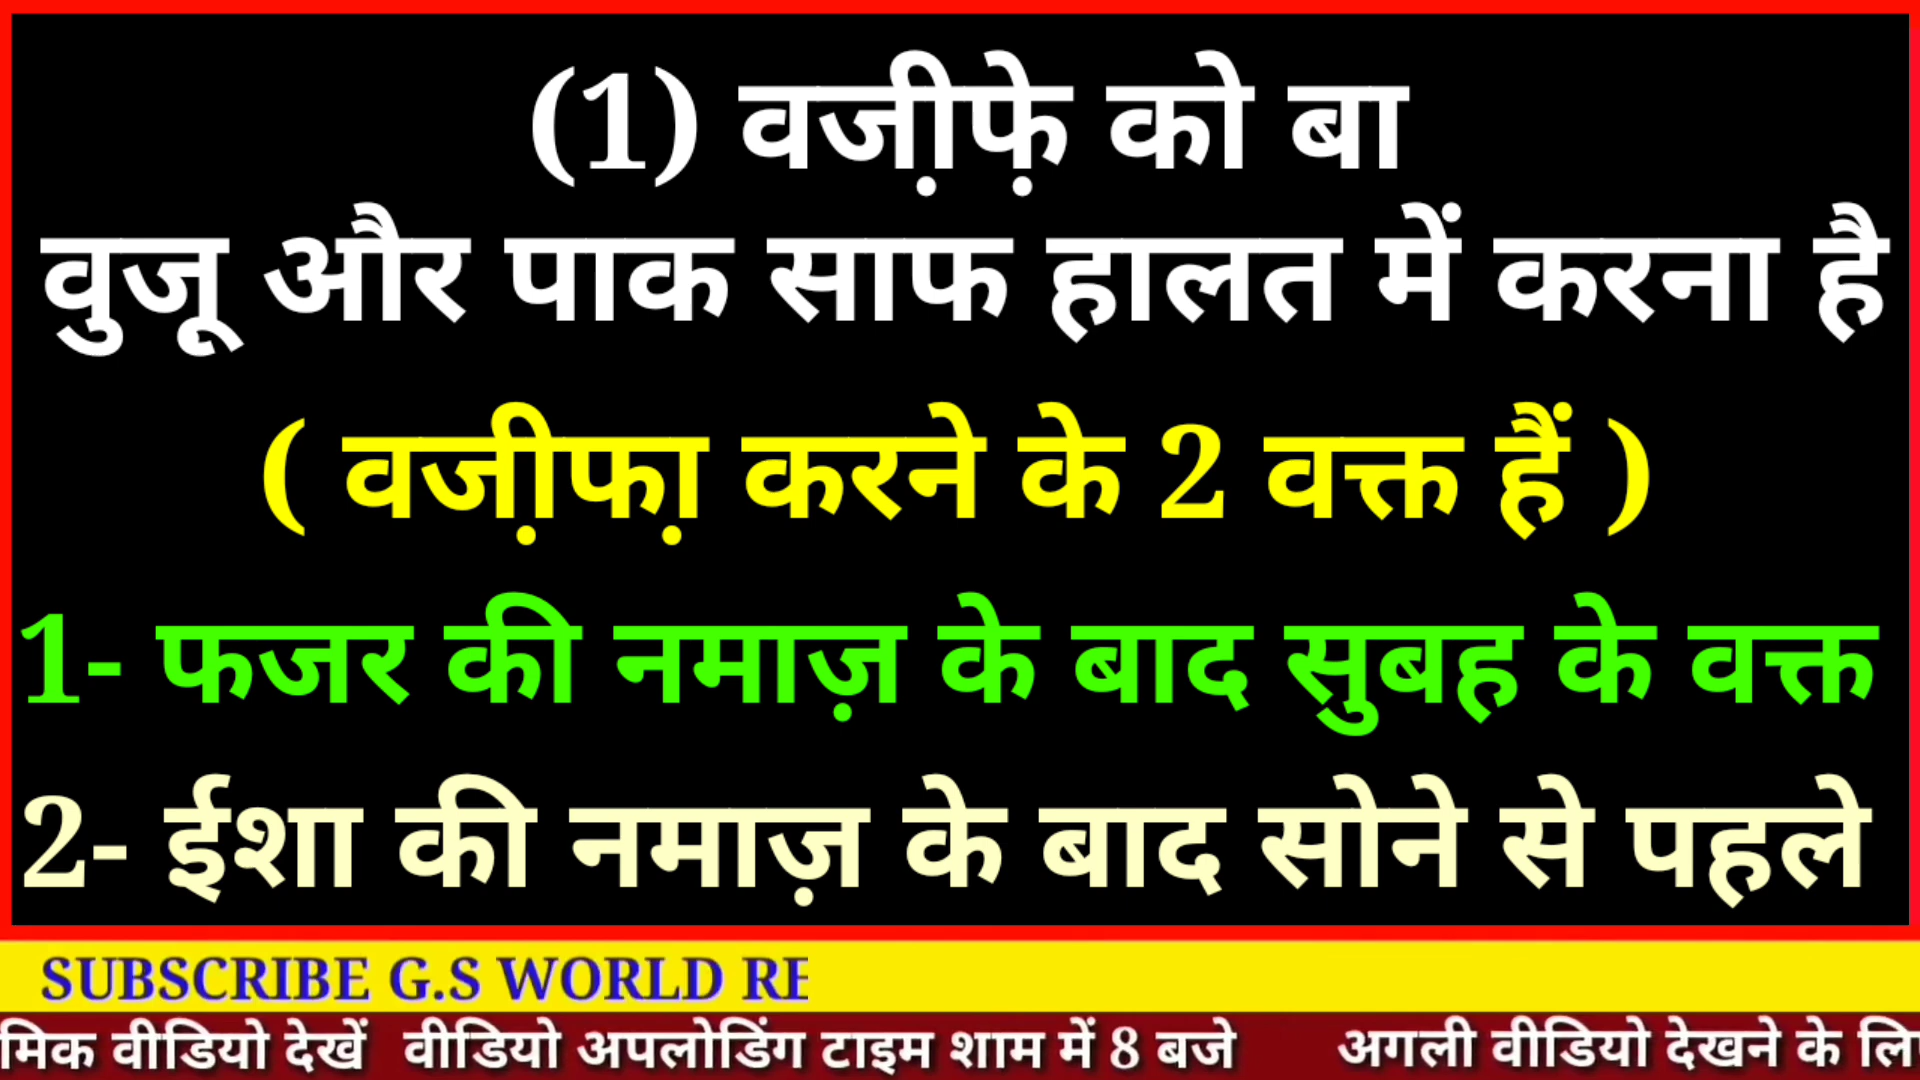 (1) वज़ीफ़े को बा
वुजू और पाक साफ हालत में करना है
( वज़ीफ़ा करने के 2 वक्त हैं )
1- फजर की नमाज़ के बाद सुबह के वक्त
2- ईशा की नमाज़ के बाद सोने से पहले
SUBSCRIBE G.S WORLD RE
मिक वीडियो देखें वीडियो अपलोडिंग टाइम शाम में 8 बजे अगली वीडियो देखने के